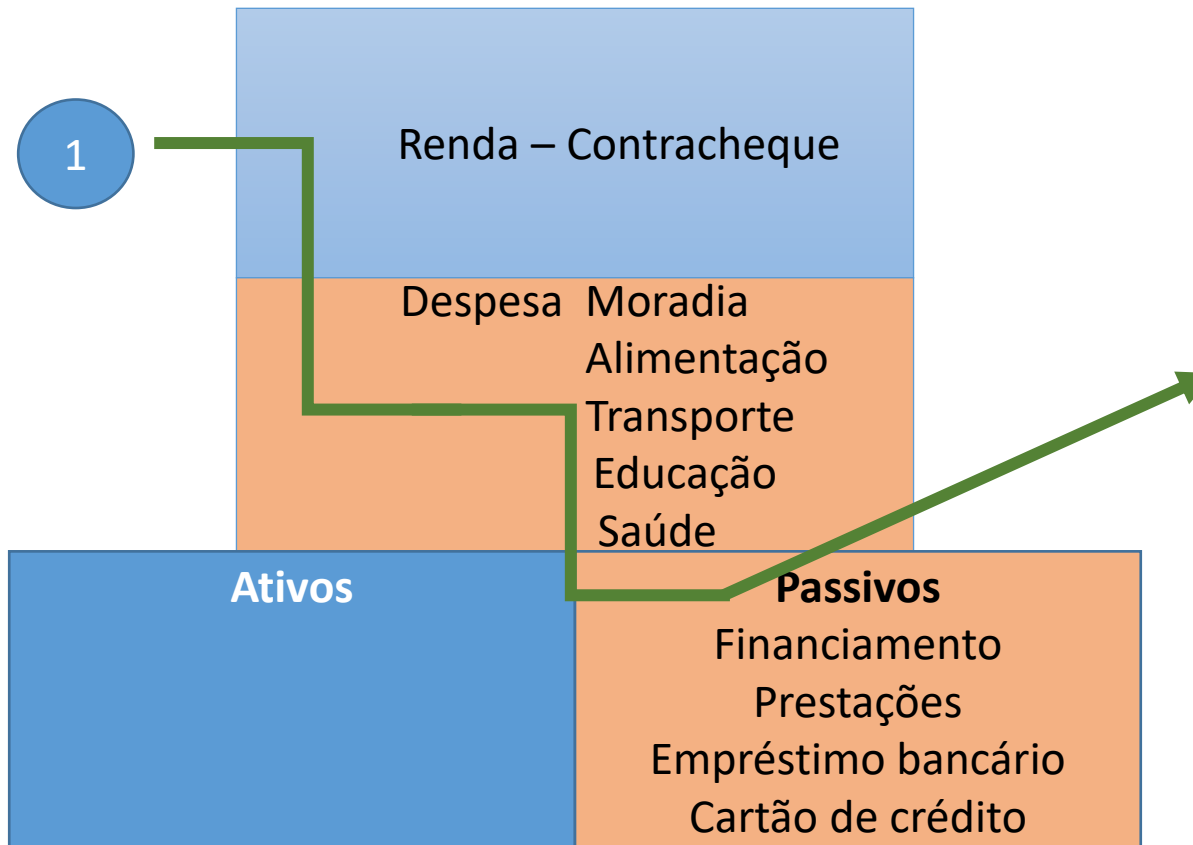 1
Renda – Contracheque
Despesa Moradia
Alimentação
Transporte
Educação
Saúde
Ativos
Passivos
Financiamento
Prestações
Empréstimo bancário
Cartão de crédito